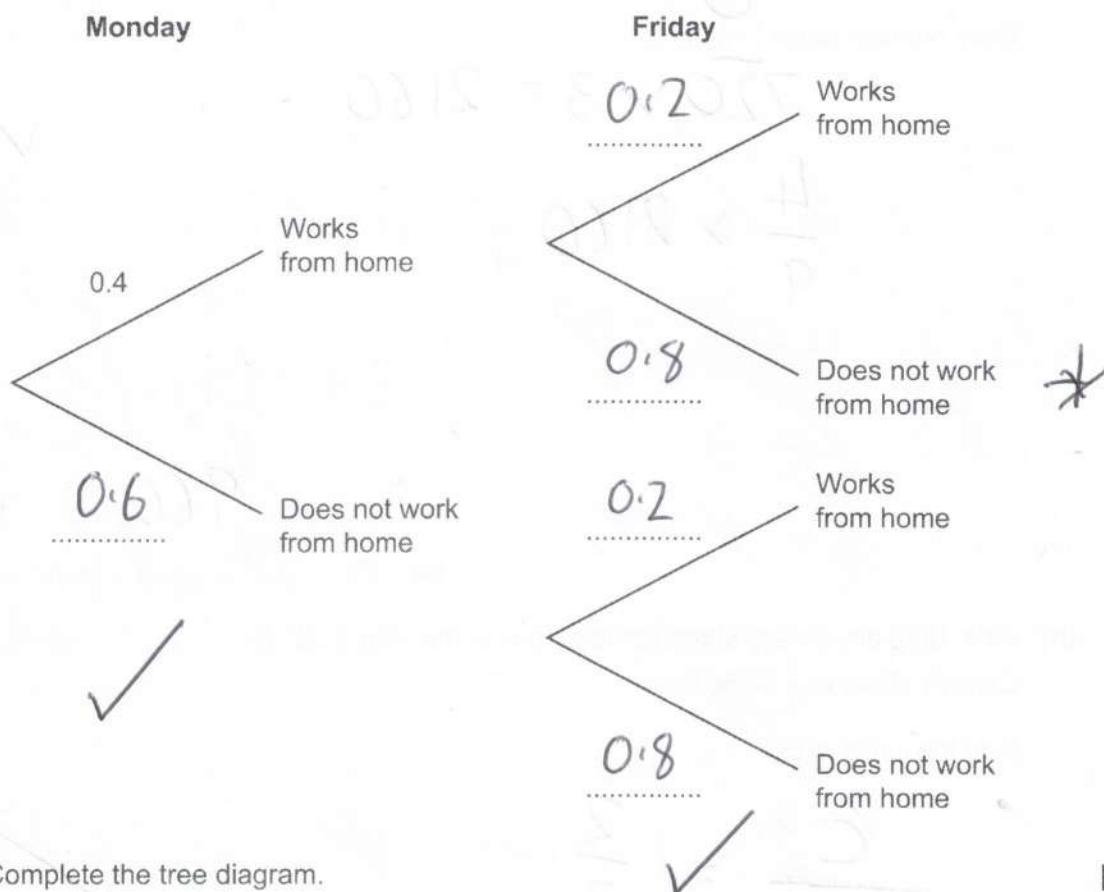 Monday
Friday
0.2
Works
from home
Works
from home
0.4
0.8
Does not work
from home
0.6
Does not work
from home
0.2
Works
from home
0.8
Does not work
from home
Complete the tree diagram.